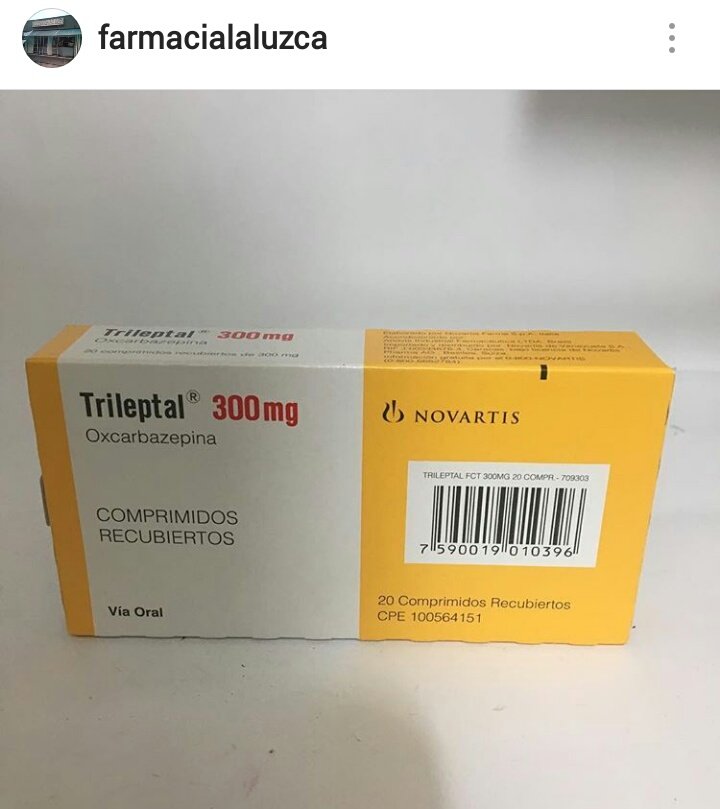 farmacialaluzca
Trileptal® 300mg
Oxcarbazepina
20 comprimidos recubiertos de 300 mg
Trileptal® 300mg
Oxcarbazepina
COMPRIMIDOS
RECUBIERTOS
Vía Oral
NOVARTIS
TRILEPTAL FCT 300MG 20 COMPR.- 709303
7 590019 010396
20 Comprimidos Recubiertos
CPE 100564151